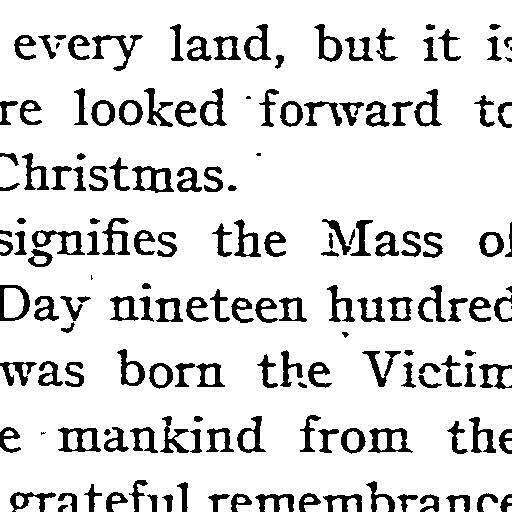 every land, but it is
re looked forward to
Christmas.
signifies the Mass of
Day nineteen hundred
was born the Victim
e mankind from the
grateful remembrance